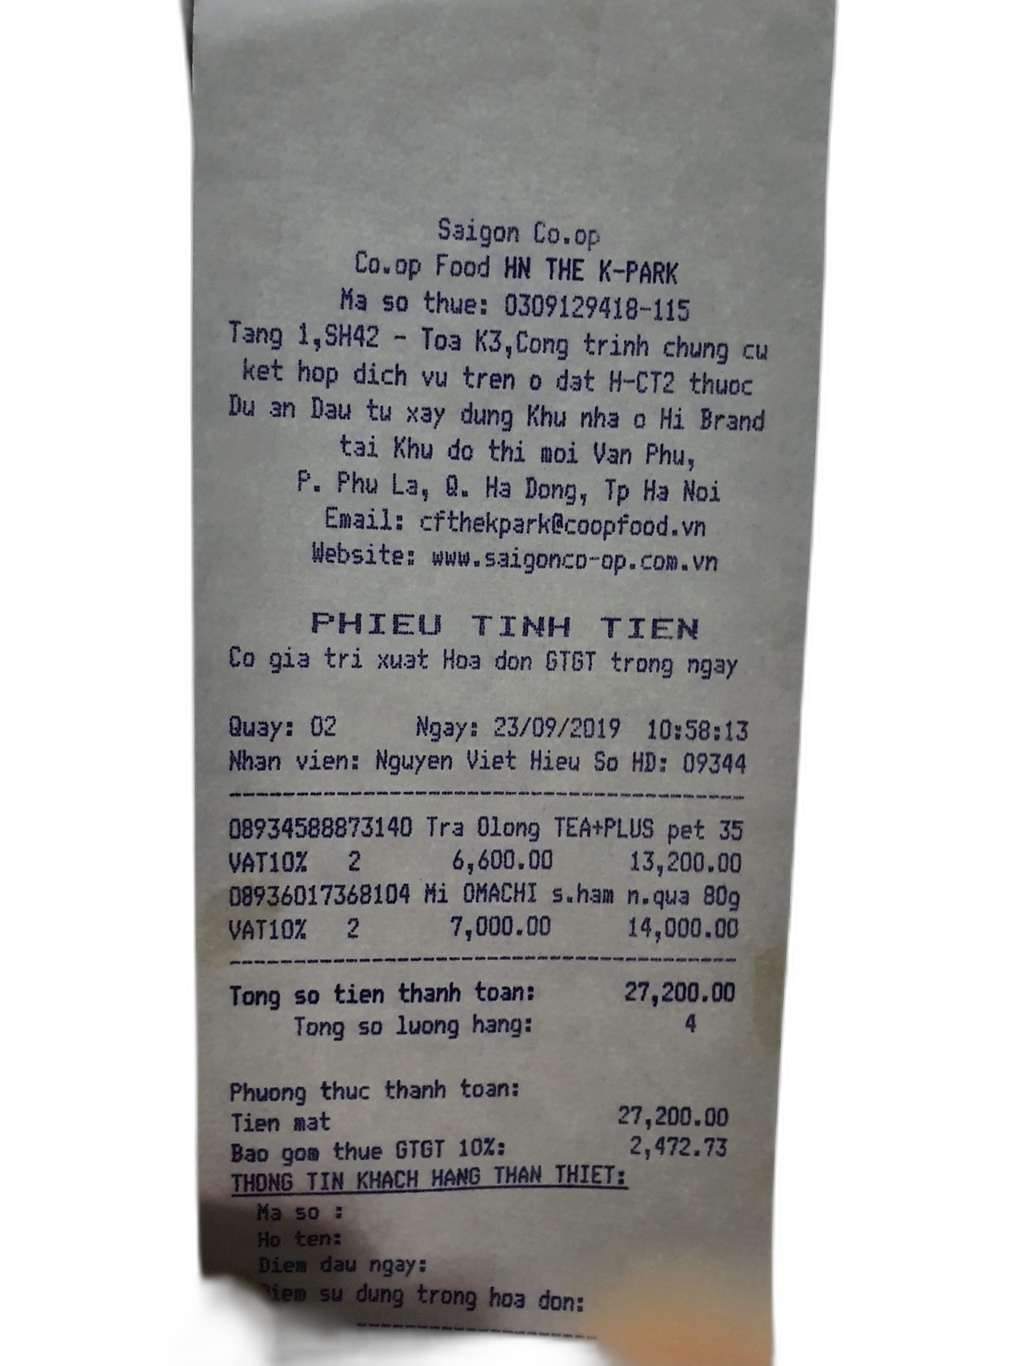 Saigon Co.op
Co.op Food HN THE K-PARK
Ma so thue: 0309129418-115
Tang 1,SH42 - Toa K3,Cong trinh chung cu
ket hop dich vu tren o dat H-CT2 thuoc
Du an Dau tu xay dung Khu nha o Hi Brand
tai Khu do thi moi Van Phu,
P. Phu La, Q. Ha Dong, Tp Ha Noi
Email: cfthekpark@coopfood.vn
Website: www.saigonco-op.com.vn
PHIEU TINH TIEN
Co gia tri xuat Hoa don GTGT trong ngay
Quay: 02 Ngay: 23/09/2019 10:58:13
Nhan vien: Nguyen Viet Hieu So HD: 09344
08934588873140 Tra Olong TEA+PLUS pet 35
VAT10% 2 6,600.00 13,200.00
08936017368104 Mi OMACHI s.ham n.qua 80g
VAT10% 2 7,000.00 14,000.00
Tong so tien thanh toan: 27,200.00
Tong so luong hang: 4
Phuong thuc thanh toan:
Tien mat 27,200.00
Bao gom thue GTGT 10%: 2,472.73
THONG TIN KHACH HANG THAN THIET:
Ma so :
Ho ten:
Diem dau ngay:
Diem su dung trong hoa don: